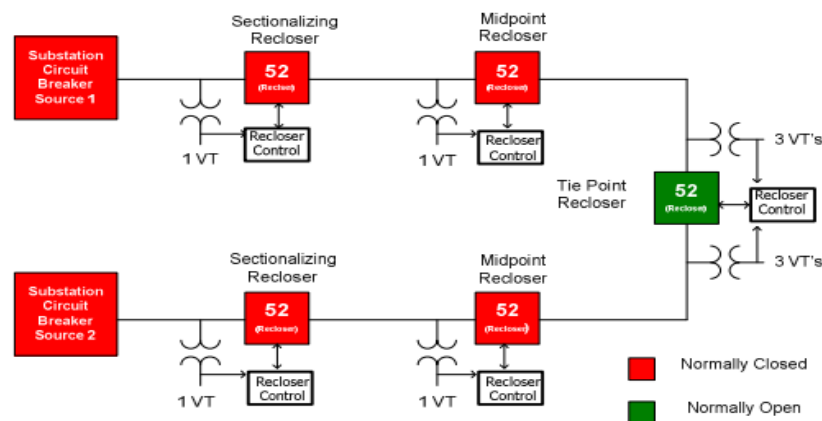 Sectionalizing
Recloser
Midpoint
Recloser
Substation
Circuit
Breaker
Source 1
52
(Recloser)
52
(Recloser)
1 VT
Recloser
Control
1 VT
Recloser
Control
3 VT's
Tie Point
Recloser
52
(Recloser)
Recloser
Control
3 VT's
Sectionalizing
Recloser
Midpoint
Recloser
Substation
Circuit
Breaker
Source 2
52
(Recloser)
52
(Recloser)
1 VT
Recloser
Control
1 VT
Recloser
Control
Normally Closed
Normally Open